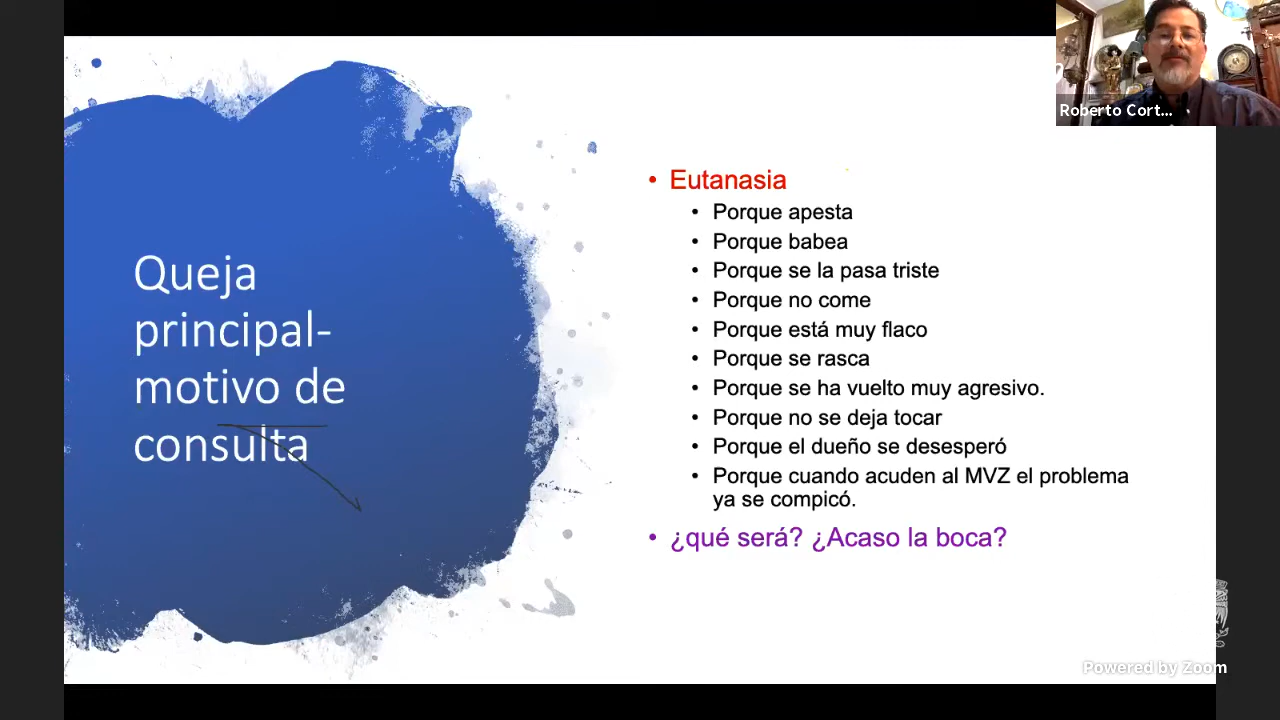 Roberto Cort...
Queja
principal-
motivo de
consulta
• Eutanasia
• Porque apesta
• Porque babea
• Porque se la pasa triste
• Porque no come
• Porque está muy flaco
• Porque se rasca
• Porque se ha vuelto muy agresivo.
• Porque no se deja tocar
• Porque el dueño se desesperó
• Porque cuando acuden al MVZ el problema
ya se compicó.
• ¿qué será? ¿Acaso la boca?
Powered by Zoom